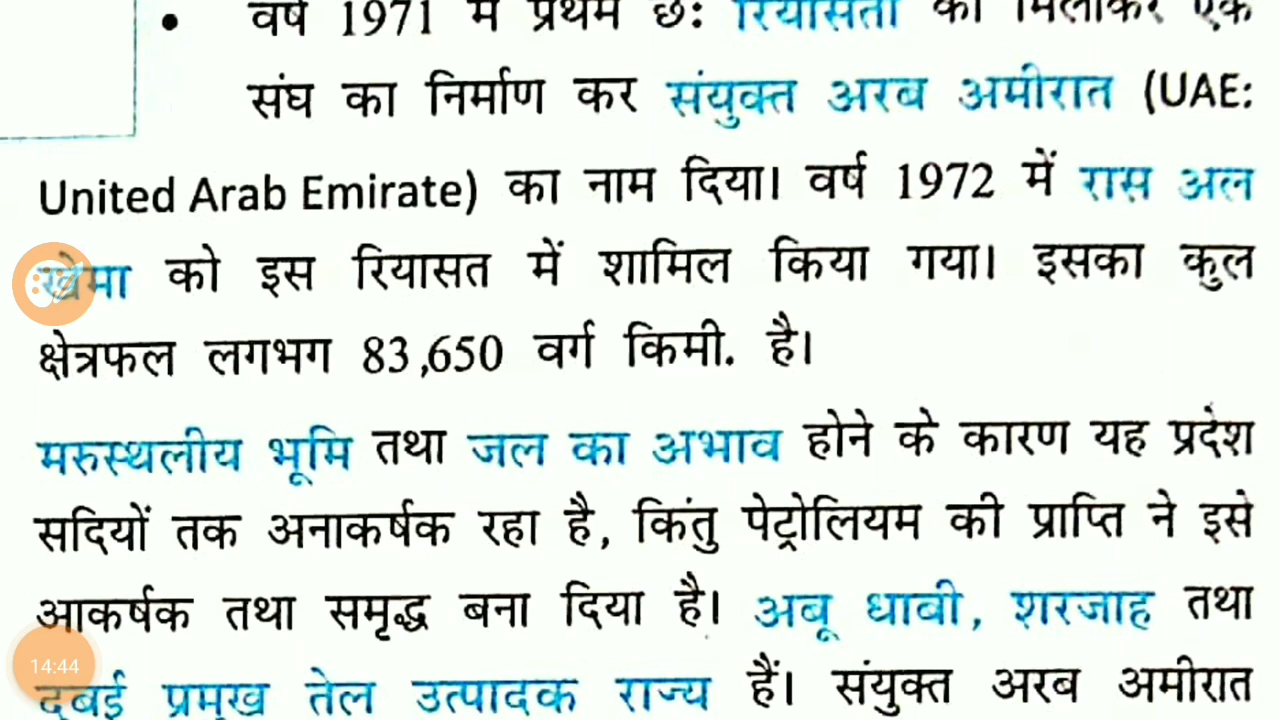 • वर्ष 1971 में प्रथम छः रियासतों को मिलाकर एक
संघ का निर्माण कर संयुक्त अरब अमीरात (UAE:
United Arab Emirate) का नाम दिया। वर्ष 1972 में रास अल
खेमा को इस रियासत में शामिल किया गया। इसका कुल
क्षेत्रफल लगभग 83,650 वर्ग किमी. है।
मरुस्थलीय भूमि तथा जल का अभाव होने के कारण यह प्रदेश
सदियों तक अनाकर्षक रहा है, किंतु पेट्रोलियम की प्राप्ति ने इसे
आकर्षक तथा समृद्ध बना दिया है। अबू धाबी, शरजाह तथा
14:44
दुबई प्रमुख तेल उत्पादक राज्य हैं। संयुक्त अरब अमीरात